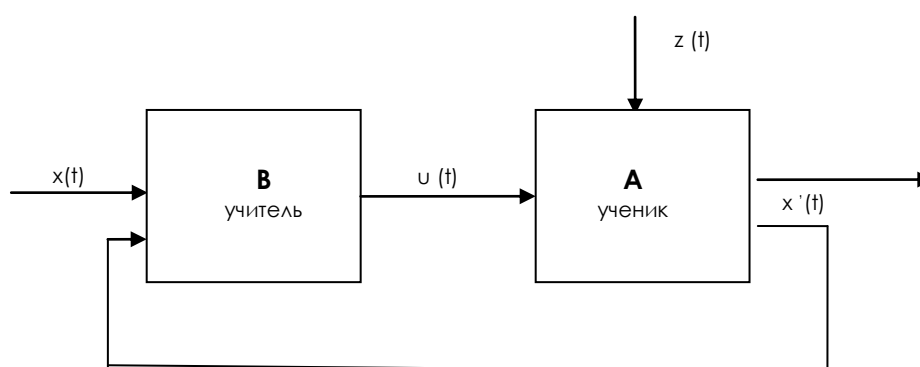 z (t)
x(t)
B
учитель
υ (t)
A
ученик
x '(t)